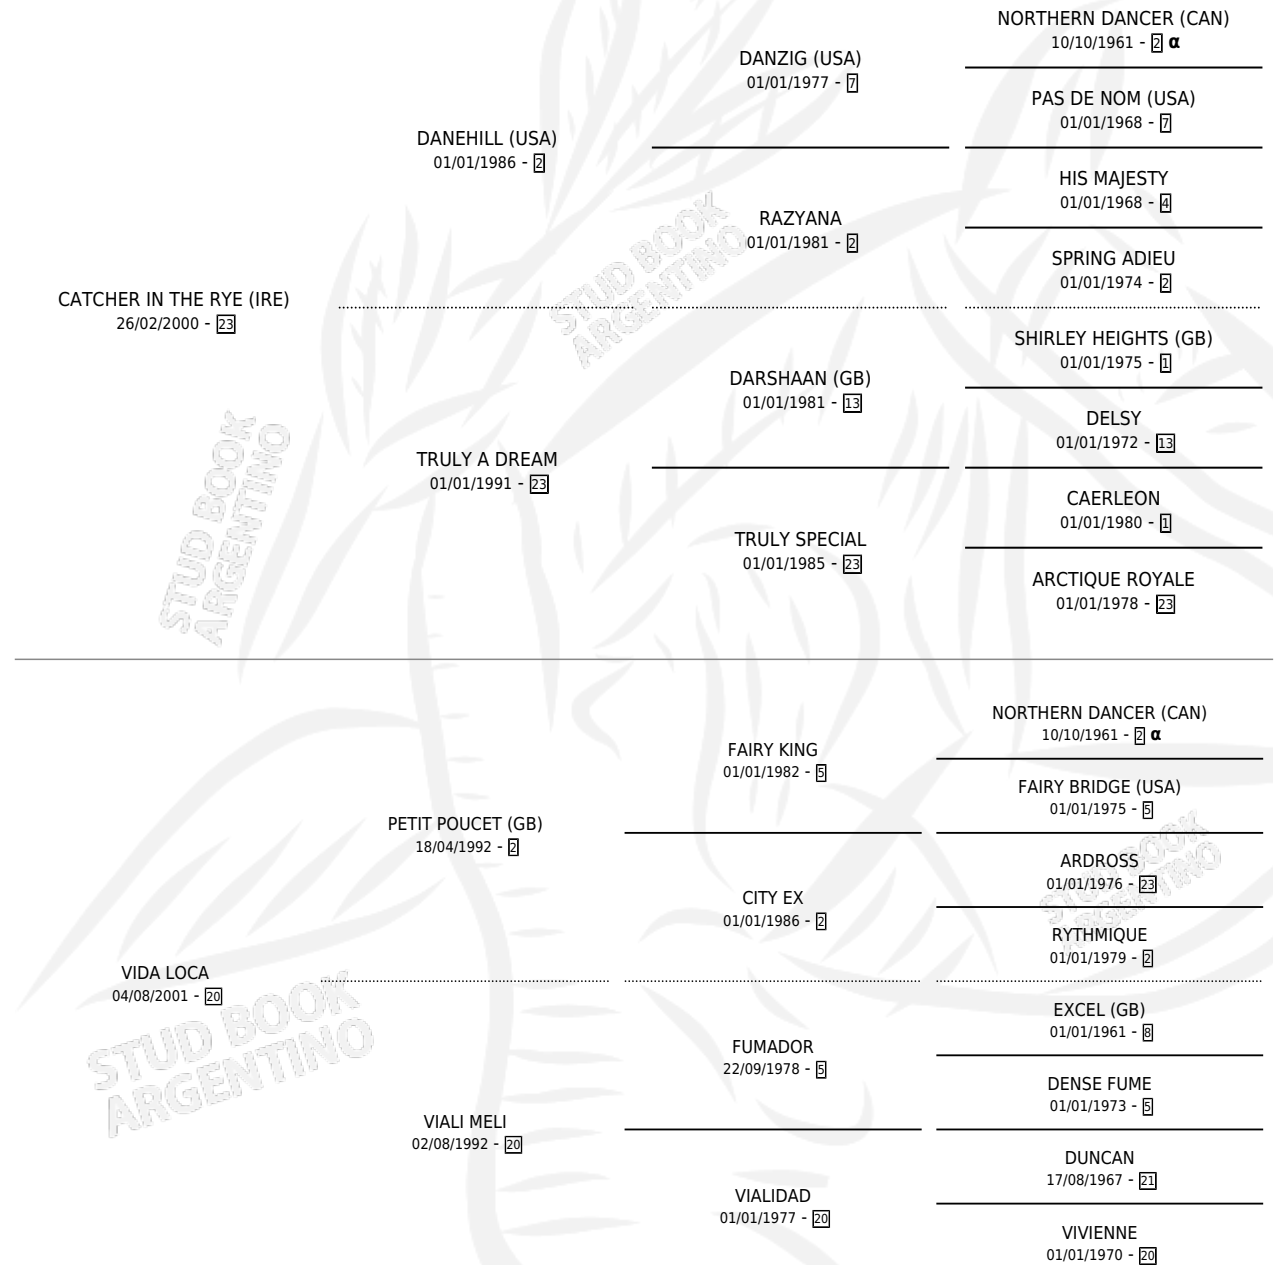 NORTHERN DANCER (CAN)
10/10/1961 - 2 α
DANZIG (USA)
01/01/1977 - 7
PAS DE NOM (USA)
01/01/1968 - 7
DANEHILL (USA)
01/01/1986 - 2
HIS MAJESTY
01/01/1968 - 4
RAZYANA
01/01/1981 - 2
SPRING ADIEU
01/01/1974 - 2
STUD BOOK
ARGENTINO
CATCHER IN THE RYE (IRE)
26/02/2000 - 23
SHIRLEY HEIGHTS (GB)
01/01/1975 - 1
DARSHAAN (GB)
01/01/1981 - 13
DELSY
01/01/1972 - 13
TRULY A DREAM
01/01/1991 - 23
CAERLEON
01/01/1980 - 1
TRULY SPECIAL
01/01/1985 - 23
ARCTIQUE ROYALE
01/01/1978 - 23
STUD BOOK
ARGENTINO
NORTHERN DANCER (CAN)
10/10/1961 - 2 α
FAIRY KING
01/01/1982 - 5
FAIRY BRIDGE (USA)
01/01/1975 - 5
PETIT POUCET (GB)
18/04/1992 - 2
ARDROSS
01/01/1976 - 23
CITY EX
01/01/1986 - 2
RYTHMIQUE
01/01/1979 - 2
STUD BOOK
ARGENTINO
VIDA LOCA
04/08/2001 - 20
EXCEL (GB)
01/01/1961 - 8
FUMADOR
22/09/1978 - 5
DENSE FUME
01/01/1973 - 5
STUD BOOK
ARGENTINO
VIALI MELI
02/08/1992 - 20
DUNCAN
17/08/1967 - 21
VIALIDAD
01/01/1977 - 20
VIVIENNE
01/01/1970 - 20